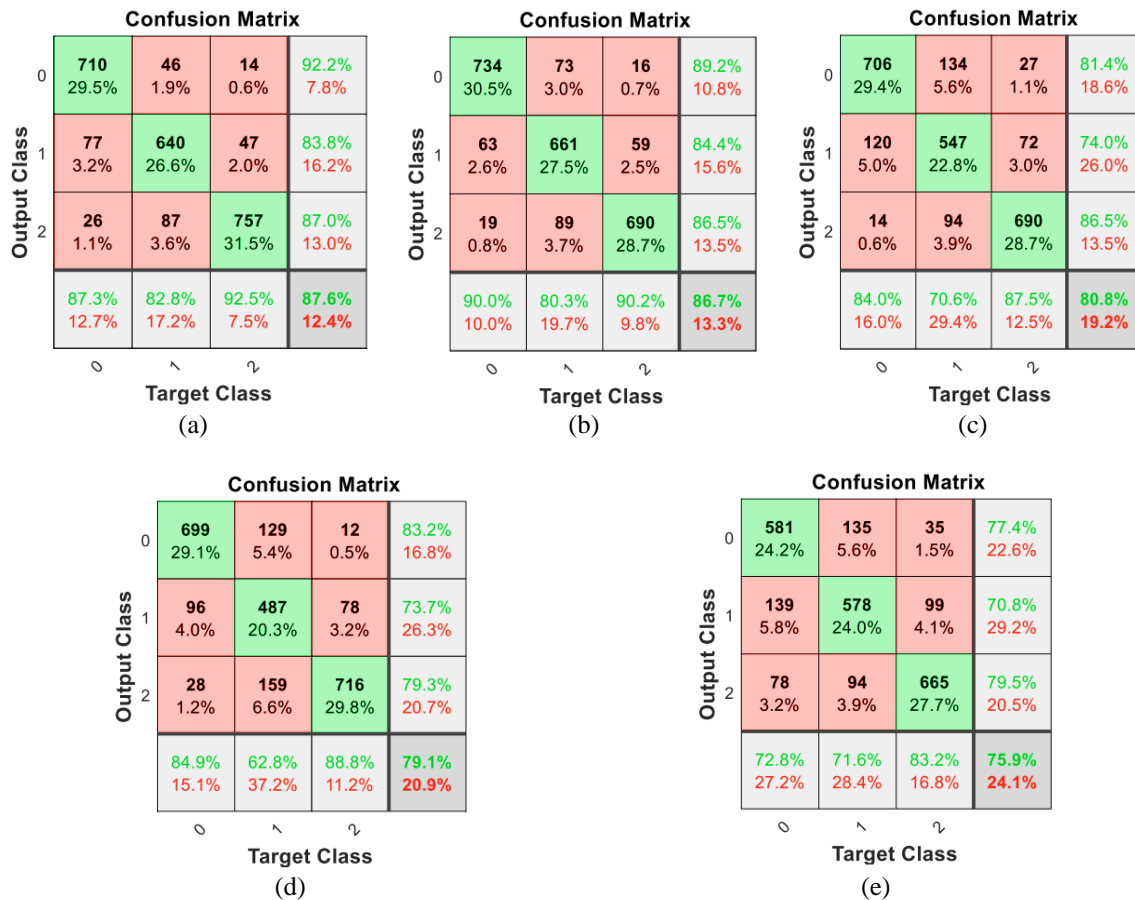 Confusion Matrix
0 710 46 14 92.2%
29.5% 1.9% 0.6% 7.8%
1 77 640 47 83.8%
3.2% 26.6% 2.0% 16.2%
2 26 87 757 87.0%
1.1% 3.6% 31.5% 13.0%
87.3% 82.8% 92.5% 87.6%
12.7% 17.2% 7.5% 12.4%
0 1 2
Output Class
Target Class
(a)
Confusion Matrix
0 734 73 16 89.2%
30.5% 3.0% 0.7% 10.8%
1 63 661 59 84.4%
2.6% 27.5% 2.5% 15.6%
2 19 89 690 86.5%
0.8% 3.7% 28.7% 13.5%
90.0% 80.3% 90.2% 86.7%
10.0% 19.7% 9.8% 13.3%
0 1 2
Output Class
Target Class
(b)
Confusion Matrix
0 706 134 27 81.4%
29.4% 5.6% 1.1% 18.6%
1 120 547 72 74.0%
5.0% 22.8% 3.0% 26.0%
2 14 94 690 86.5%
0.6% 3.9% 28.7% 13.5%
84.0% 70.6% 87.5% 80.8%
16.0% 29.4% 12.5% 19.2%
0 1 2
Output Class
Target Class
(c)
Confusion Matrix
0 699 129 12 83.2%
29.1% 5.4% 0.5% 16.8%
1 96 487 78 73.7%
4.0% 20.3% 3.2% 26.3%
2 28 159 716 79.3%
1.2% 6.6% 29.8% 20.7%
84.9% 62.8% 88.8% 79.1%
15.1% 37.2% 11.2% 20.9%
0 1 2
Output Class
Target Class
(d)
Confusion Matrix
0 581 135 35 77.4%
24.2% 5.6% 1.5% 22.6%
1 139 578 99 70.8%
5.8% 24.0% 4.1% 29.2%
2 78 94 665 79.5%
3.2% 3.9% 27.7% 20.5%
72.8% 71.6% 83.2% 75.9%
27.2% 28.4% 16.8% 24.1%
0 1 2
Output Class
Target Class
(e)